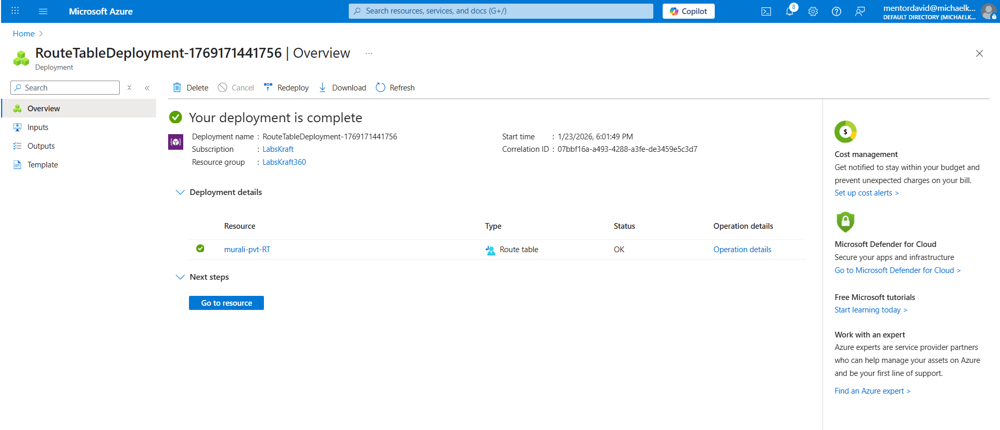 Microsoft Azure
Search resources, services, and docs (G+/)
Copilot
8
mentordavid@michaelk...
DEFAULT DIRECTORY (MICHAELK...
Home
RouteTableDeployment-1769171441756 | Overview ...
Deployment
Search
Delete
Cancel
Redeploy
Download
Refresh
Overview
Inputs
Outputs
Template
Your deployment is complete
Deployment name : RouteTableDeployment-1769171441756
Subscription : LabsKraft
Resource group : LabsKraft360
Start time : 1/23/2026, 6:01:49 PM
Correlation ID : 07bbf16a-a493-4288-a3fe-de3459e5c3d7
Deployment details
Resource Type Status Operation details
murali-pvt-RT Route table OK Operation details
Next steps
Go to resource
$
Cost management
Get notified to stay within your budget and
prevent unexpected charges on your bill.
Set up cost alerts >
Microsoft Defender for Cloud
Secure your apps and infrastructure
Go to Microsoft Defender for Cloud >
Free Microsoft tutorials
Start learning today >
Work with an expert
Azure experts are service provider partners
who can help manage your assets on Azure
and be your first line of support.
Find an Azure expert >